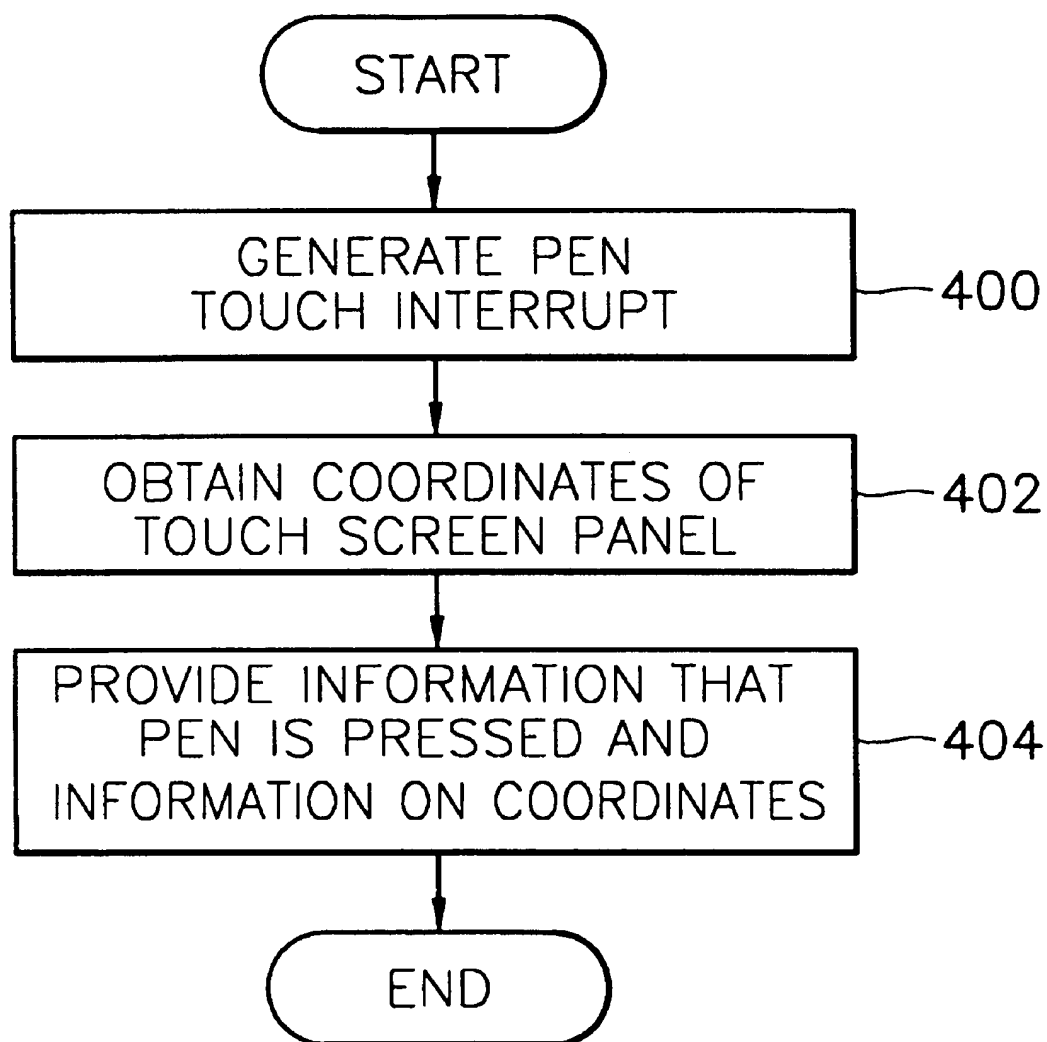 START
GENERATE PEN
TOUCH INTERRUPT
400
OBTAIN COORDINATES OF
TOUCH SCREEN PANEL
402
PROVIDE INFORMATION THAT
PEN IS PRESSED AND
INFORMATION ON COORDINATES
404
END